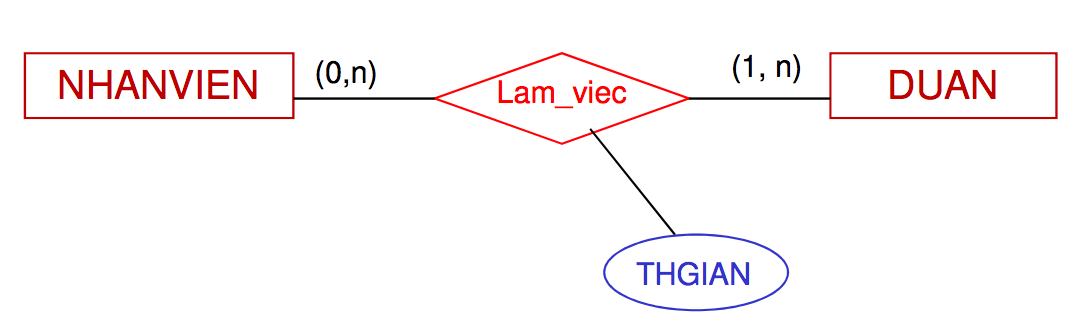 NHANVIEN
(0,n)
Lam_viec
(1, n)
DUAN
THGIAN